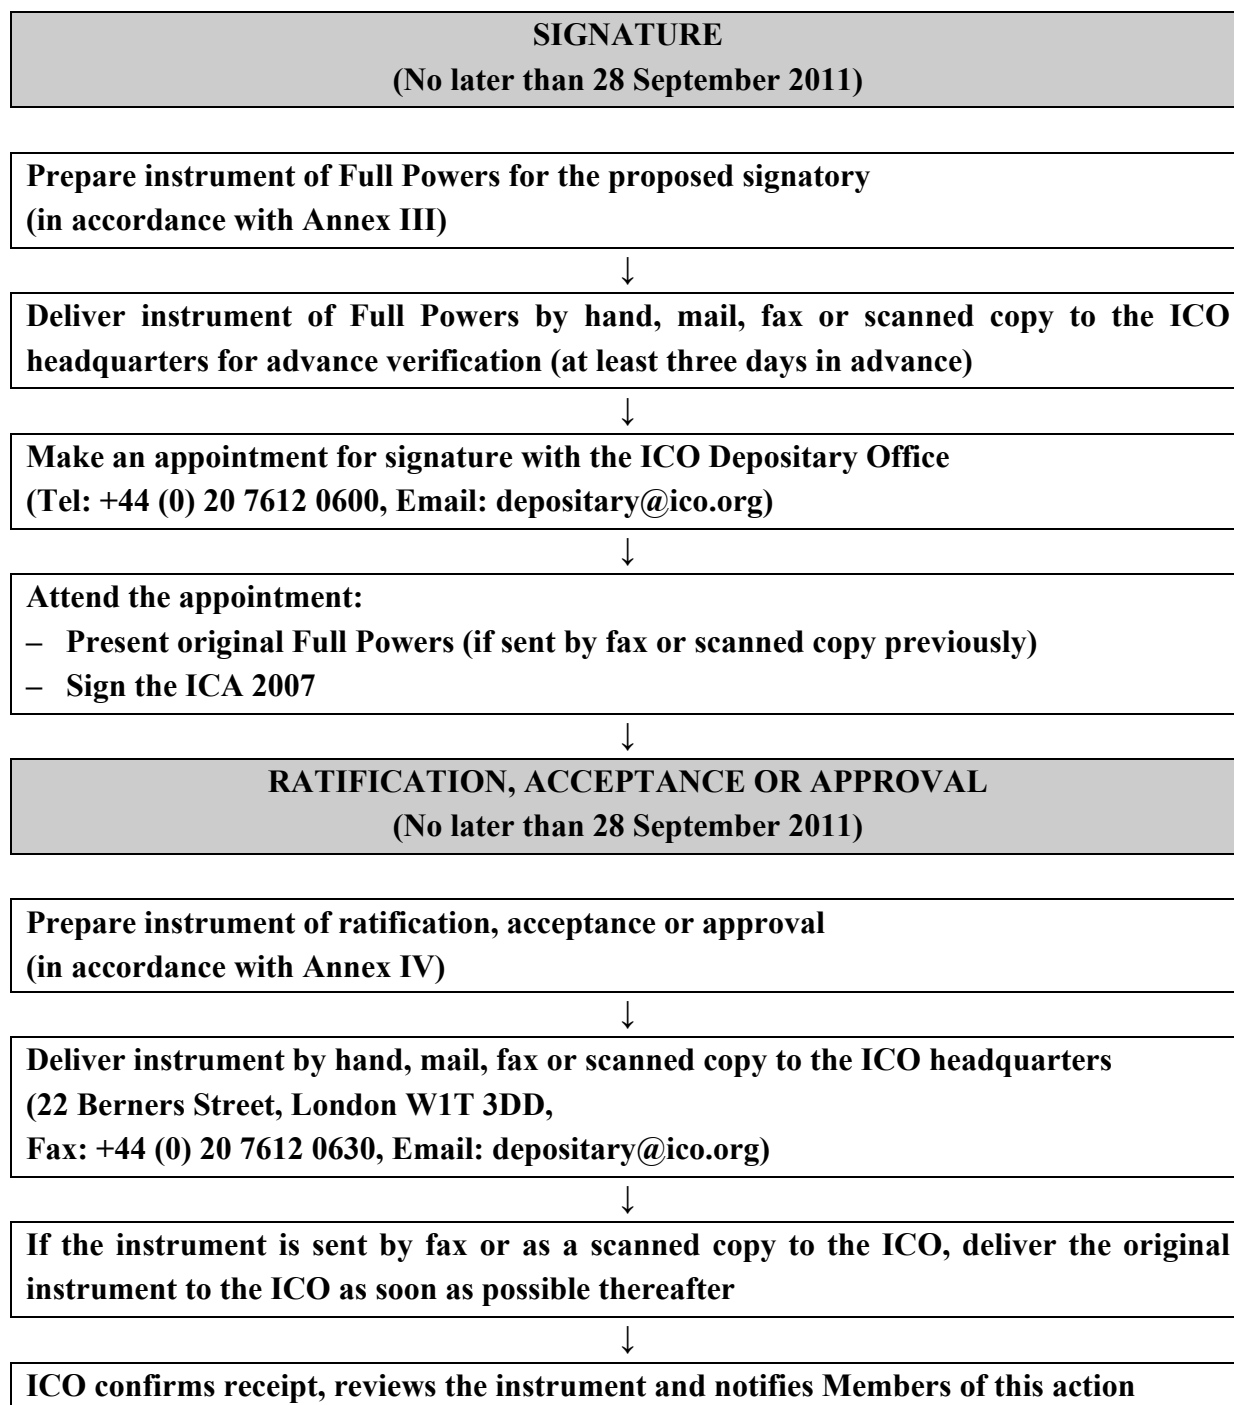 SIGNATURE
(No later than 28 September 2011)
Prepare instrument of Full Powers for the proposed signatory
(in accordance with Annex III)
↓
Deliver instrument of Full Powers by hand, mail, fax or scanned copy to the ICO
headquarters for advance verification (at least three days in advance)
↓
Make an appointment for signature with the ICO Depositary Office
(Tel: +44 (0) 20 7612 0600, Email: depositary@ico.org)
↓
Attend the appointment:
– Present original Full Powers (if sent by fax or scanned copy previously)
– Sign the ICA 2007
↓
RATIFICATION, ACCEPTANCE OR APPROVAL
(No later than 28 September 2011)
Prepare instrument of ratification, acceptance or approval
(in accordance with Annex IV)
↓
Deliver instrument by hand, mail, fax or scanned copy to the ICO headquarters
(22 Berners Street, London W1T 3DD,
Fax: +44 (0) 20 7612 0630, Email: depositary@ico.org)
↓
If the instrument is sent by fax or as a scanned copy to the ICO, deliver the original
instrument to the ICO as soon as possible thereafter
↓
ICO confirms receipt, reviews the instrument and notifies Members of this action